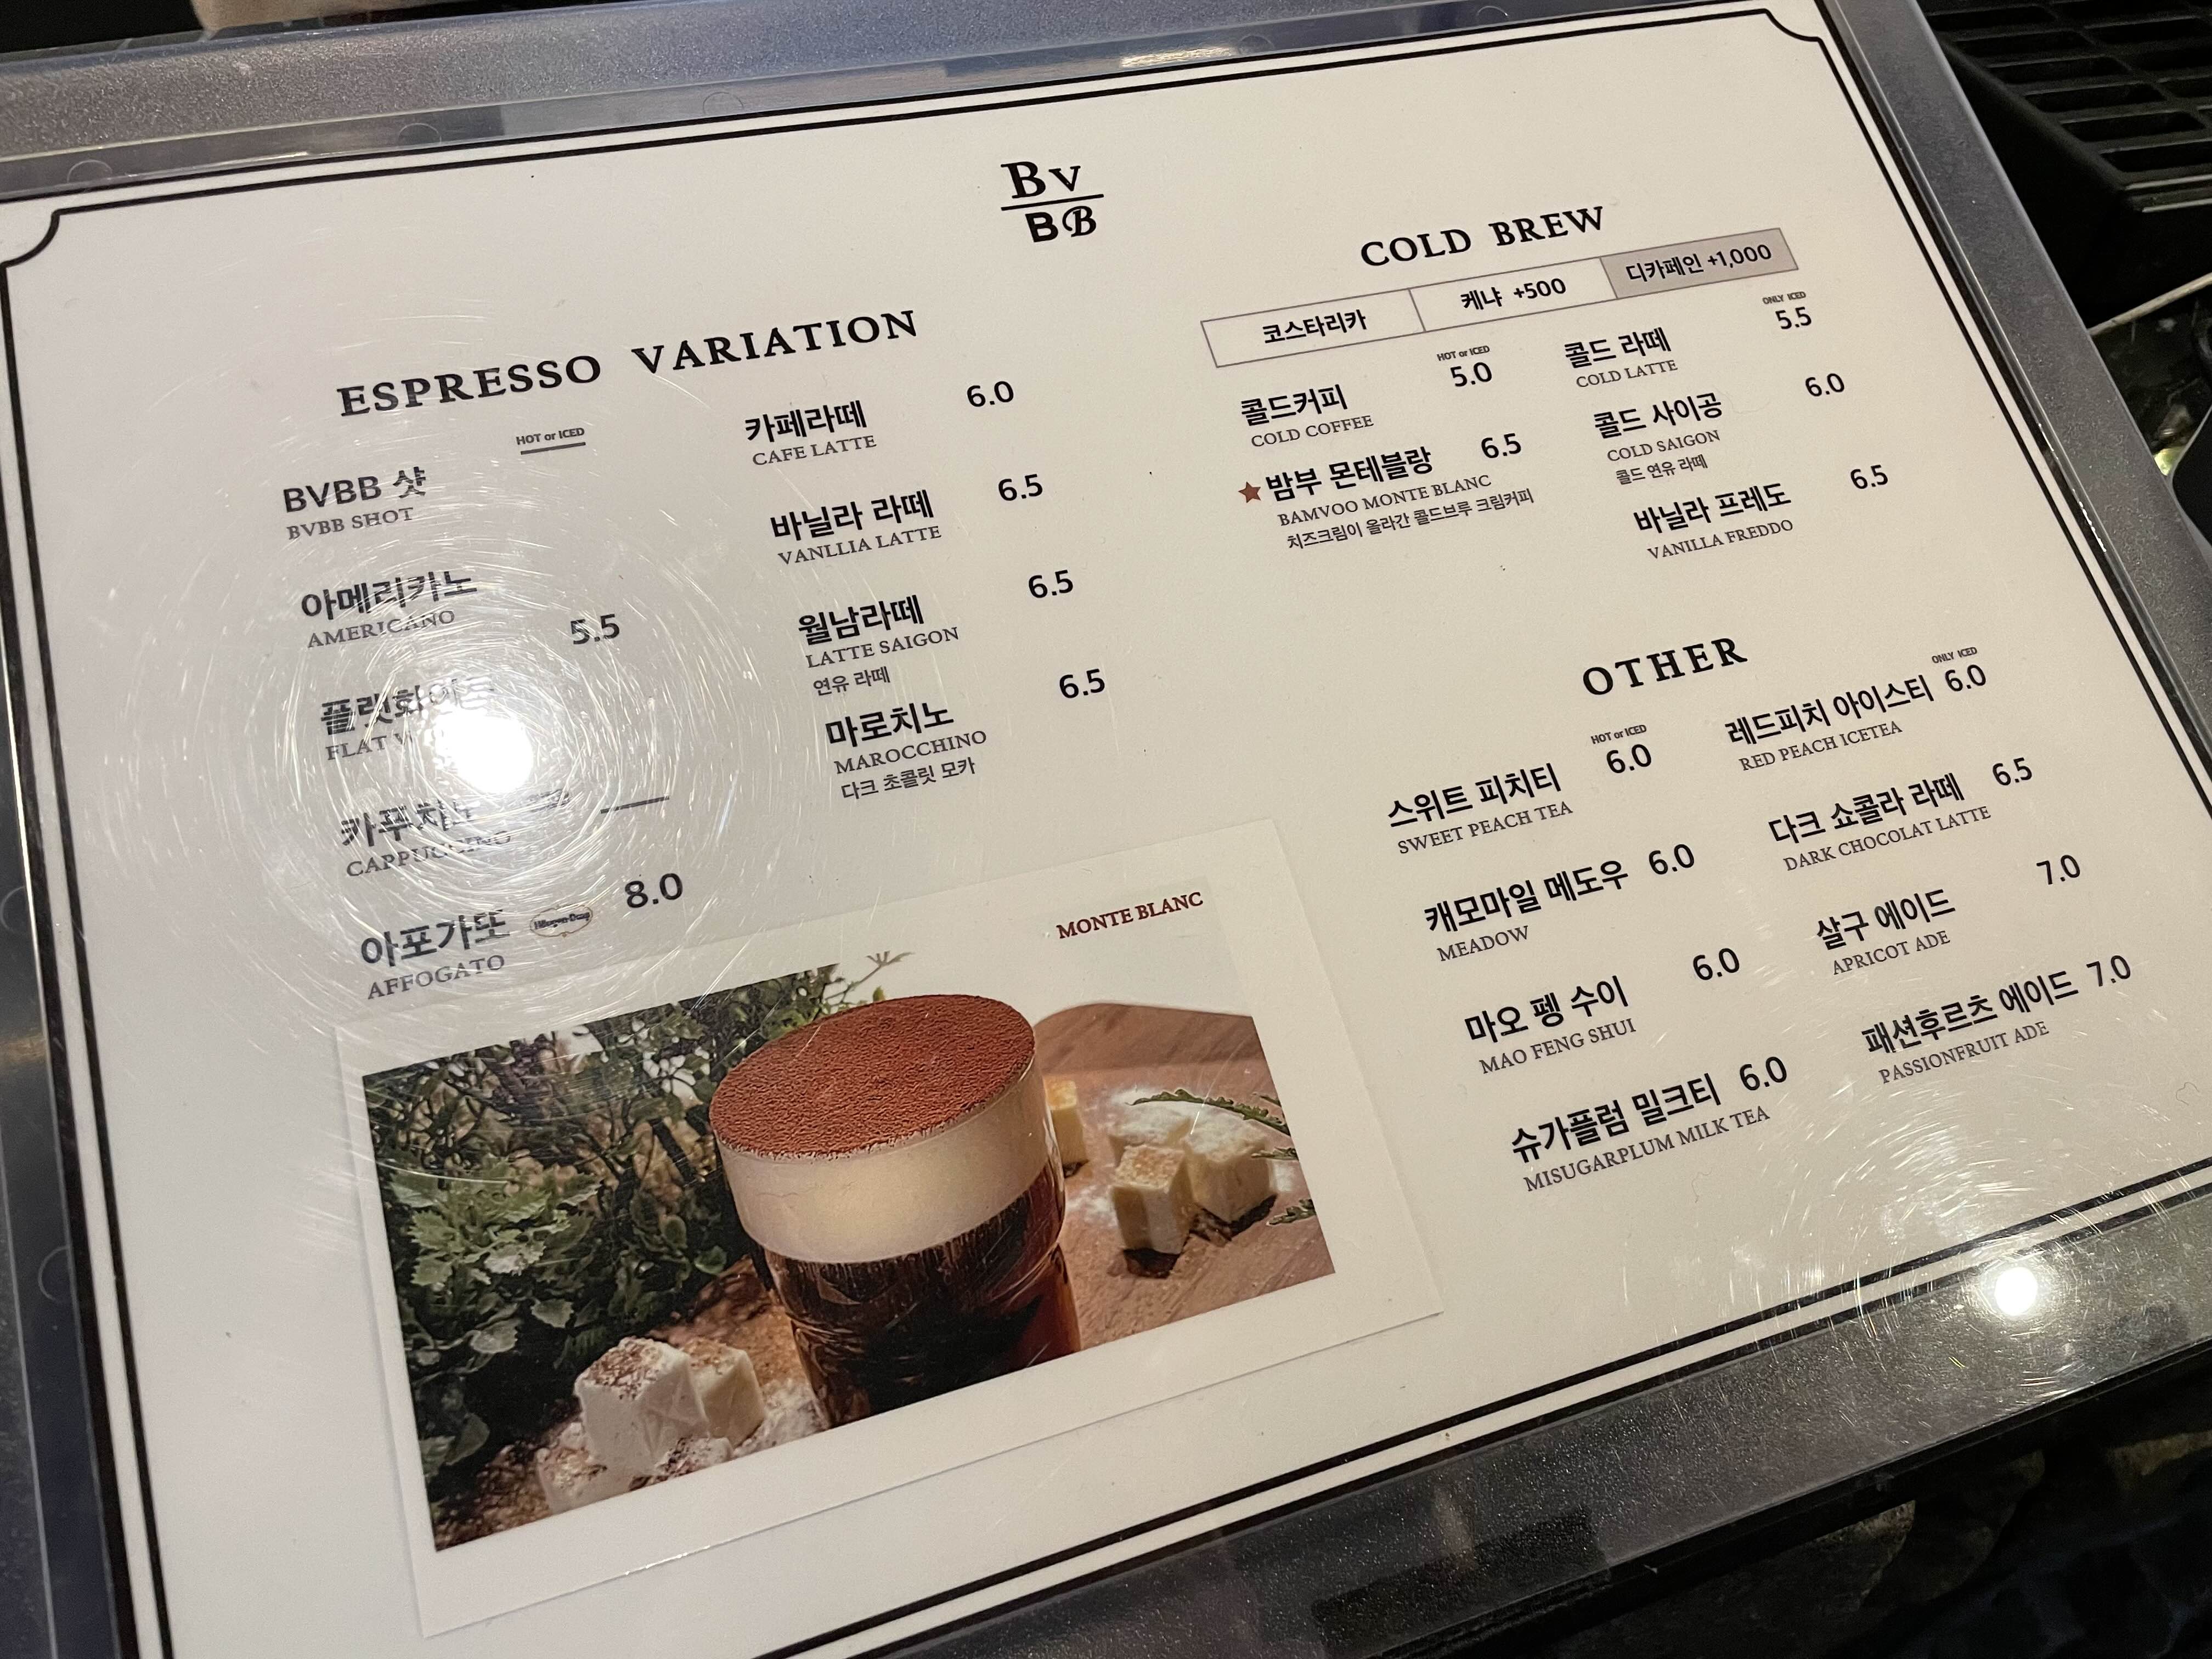 Bv
BB
ESPRESSO VARIATION
HOT or ICED
BVBB 샷
BVBB SHOT
아메리카노
AMERICANO
5.5
플랫화이트
FLAT
카푸치노
CAPPUCCINO
아포가또
Häagen-Dazs
8.0
AFFOGATO
카페라떼 6.0
CAFE LATTE
바닐라 라떼 6.5
VANLLIA LATTE
월남라떼 6.5
LATTE SAIGON
연유 라떼
마로치노 6.5
MAROCCHINO
다크 초콜릿 모카
COLD BREW
코스타리카 케냐 +500 디카페인 +1,000
HOT or ICED
콜드커피 5.0
COLD COFFEE
밤부 몬테블랑 6.5
BAMVOO MONTE BLANC
치즈크림이 올라간 콜드브루 크림커피
ONLY ICED
콜드 라떼 5.5
COLD LATTE
콜드 사이공 6.0
COLD SAIGON
콜드 연유 라떼
바닐라 프레도 6.5
VANILLA FREDDO
OTHER
HOT or ICED
스위트 피치티 6.0
SWEET PEACH TEA
캐모마일 메도우 6.0
MEADOW
마오 펭 수이 6.0
MAO FENG SHUI
슈가플럼 밀크티 6.0
MISUGARPLUM MILK TEA
ONLY ICED
레드피치 아이스티 6.0
RED PEACH ICETEA
다크 쇼콜라 라떼 6.5
DARK CHOCOLAT LATTE
살구 에이드 7.0
APRICOT ADE
패션후르츠 에이드 7.0
PASSIONFRUIT ADE
MONTE BLANC